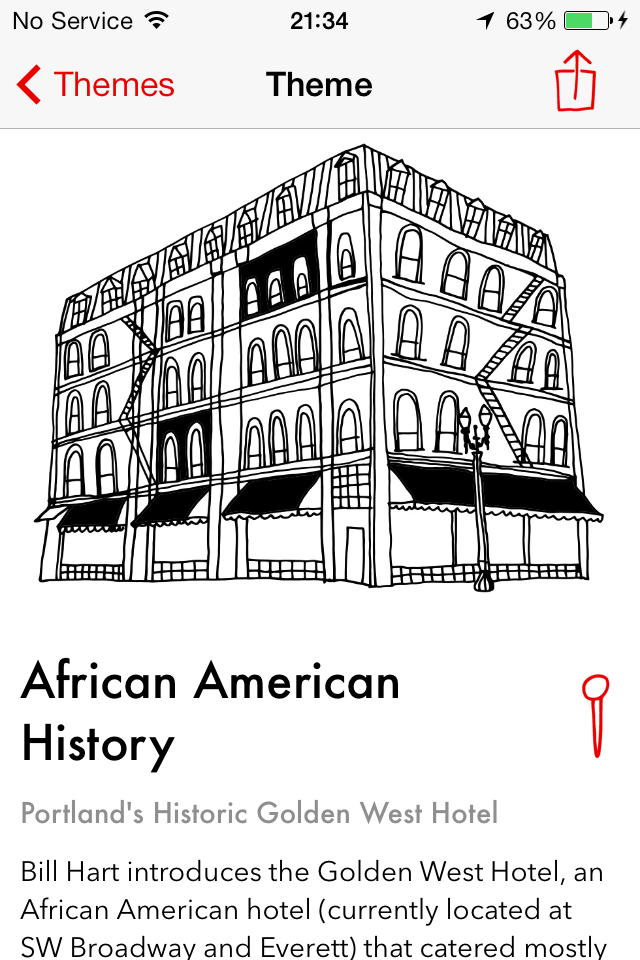 No Service 21:34 63%
Themes Theme
African American
History
Portland's Historic Golden West Hotel
Bill Hart introduces the Golden West Hotel, an
African American hotel (currently located at
SW Broadway and Everett) that catered mostly